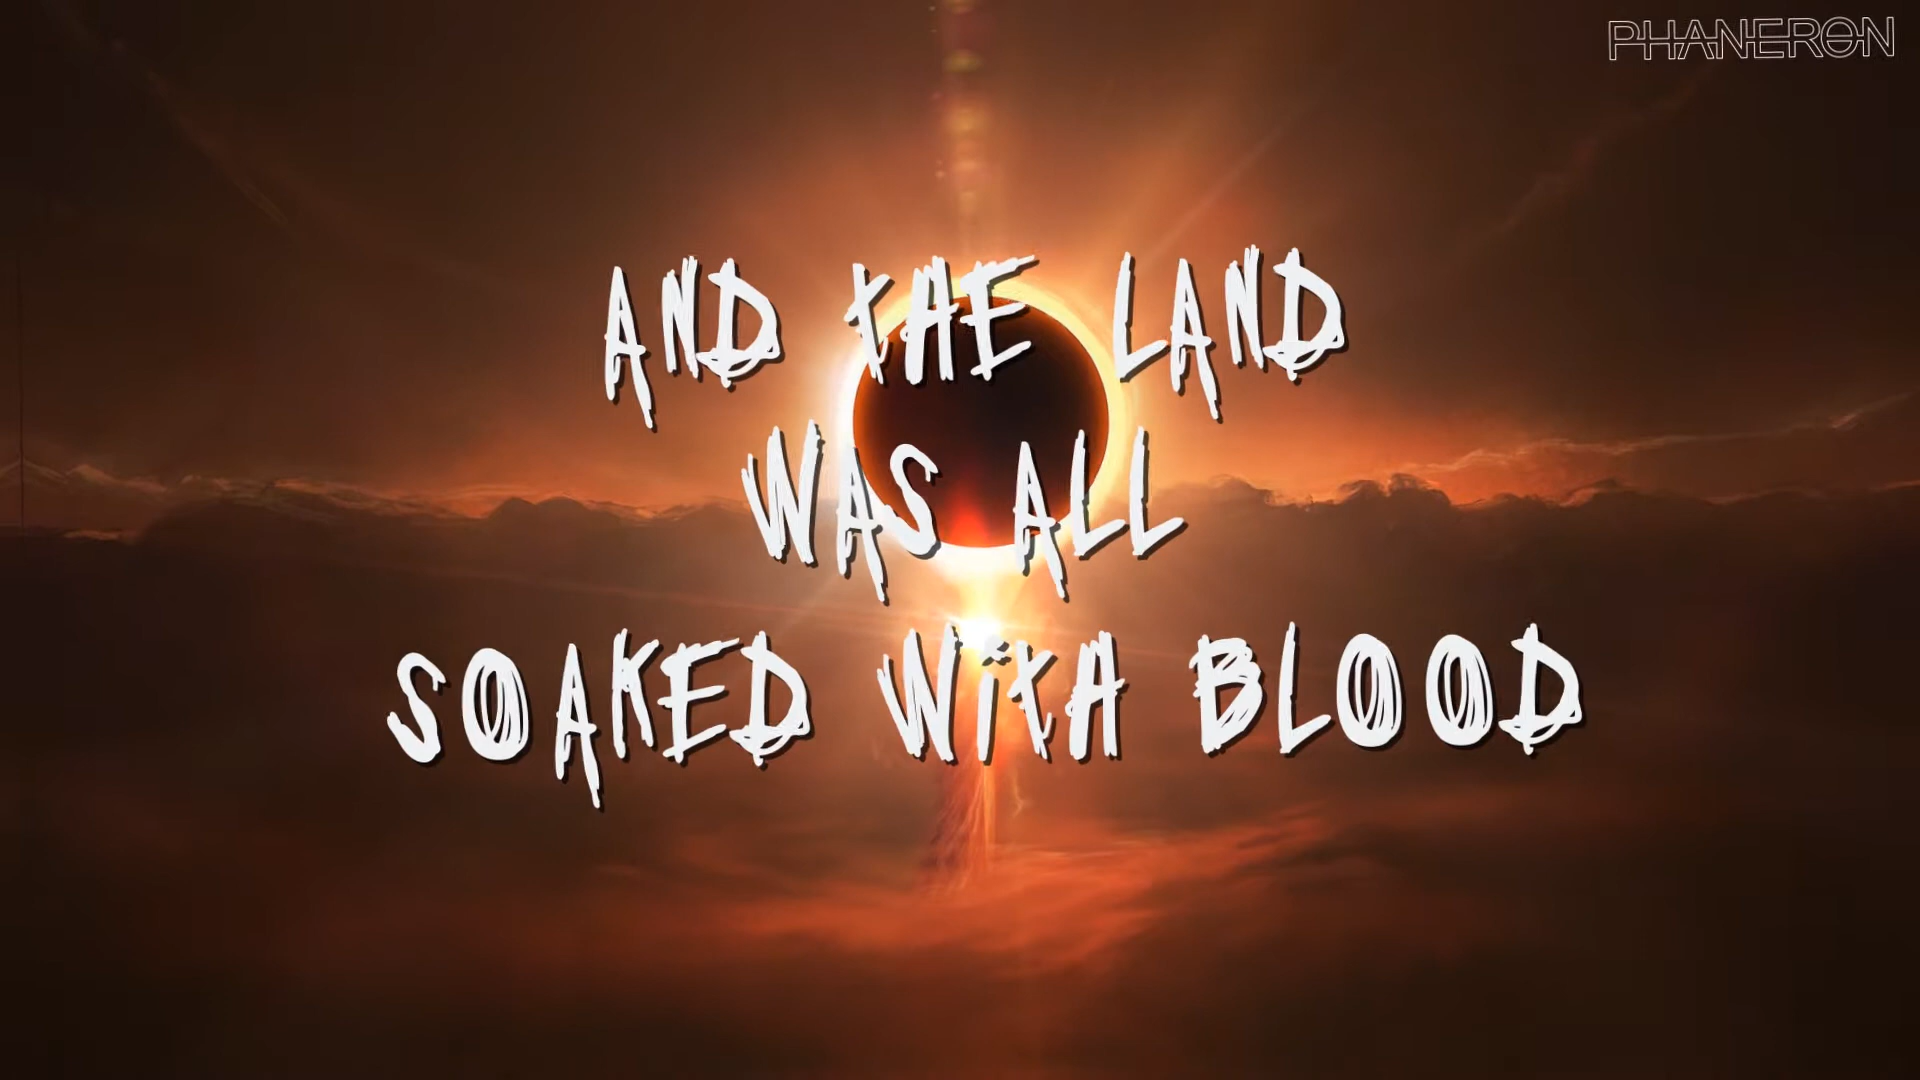 PHANERON
AND tHE LAND
WAS ALL
SOAKED WitH BLOOD